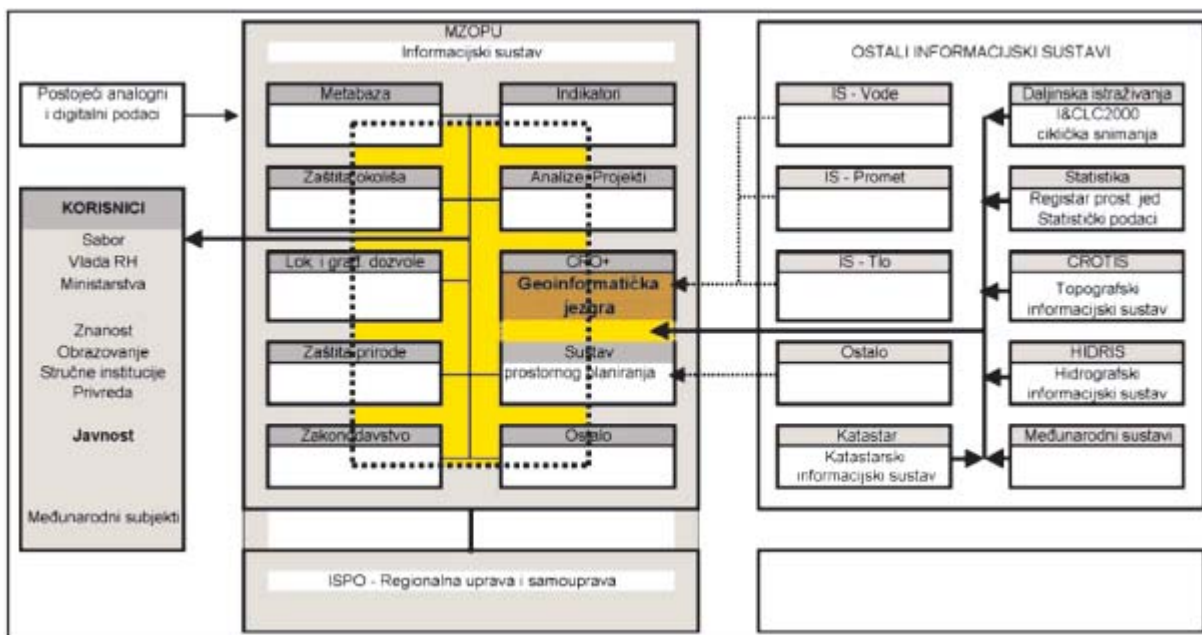 MZOPU
Informacijski sustav
OSTALI INFORMACIJSKI SUSTAVI
Postojeći analogni
i digitalni podaci
KORISNICI
Sabor
Vlada RH
Ministarstva
Znanost
Obrazovanje
Stručne institucije
Privreda
Javnost
Međunarodni subjekti
Metabaza
Indikatori
Zaštita okoliša
Analize, Projekti
Lok. i građ. dozvole
CRO+
Geoinformatička
jezgra
Zaštita prirode
Sustav
prostornog planiranja
Zakonodavstvo
Ostalo
ISPO - Regionalna uprava i samouprava
IS - Vode
Daljinska istraživanja
I&CLC2000
ciklička snimanja
IS - Promet
Statistika
Registar prost. jed
Statistički podaci
IS - Tlo
CROTIS
Topografski
informacijski sustav
Ostalo
HIDRIS
Hidrografski
informacijski sustav
Katastar
Katastarski
informacijski sustav
Međunarodni sustavi